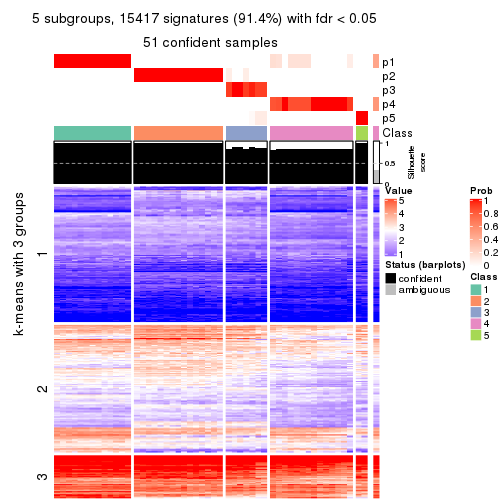 5 subgroups, 15417 signatures (91.4%) with fdr < 0.05
51 confident samples
p1
p2
p3
p4
p5
Class
1
0.5
0
Silhouette
score
k-means with 3 groups
1
2
3
Value
5
4
3
2
1
Status (barplots)
confident
ambiguous
Prob
1
0.8
0.6
0.4
0.2
0
Class
1
2
3
4
5